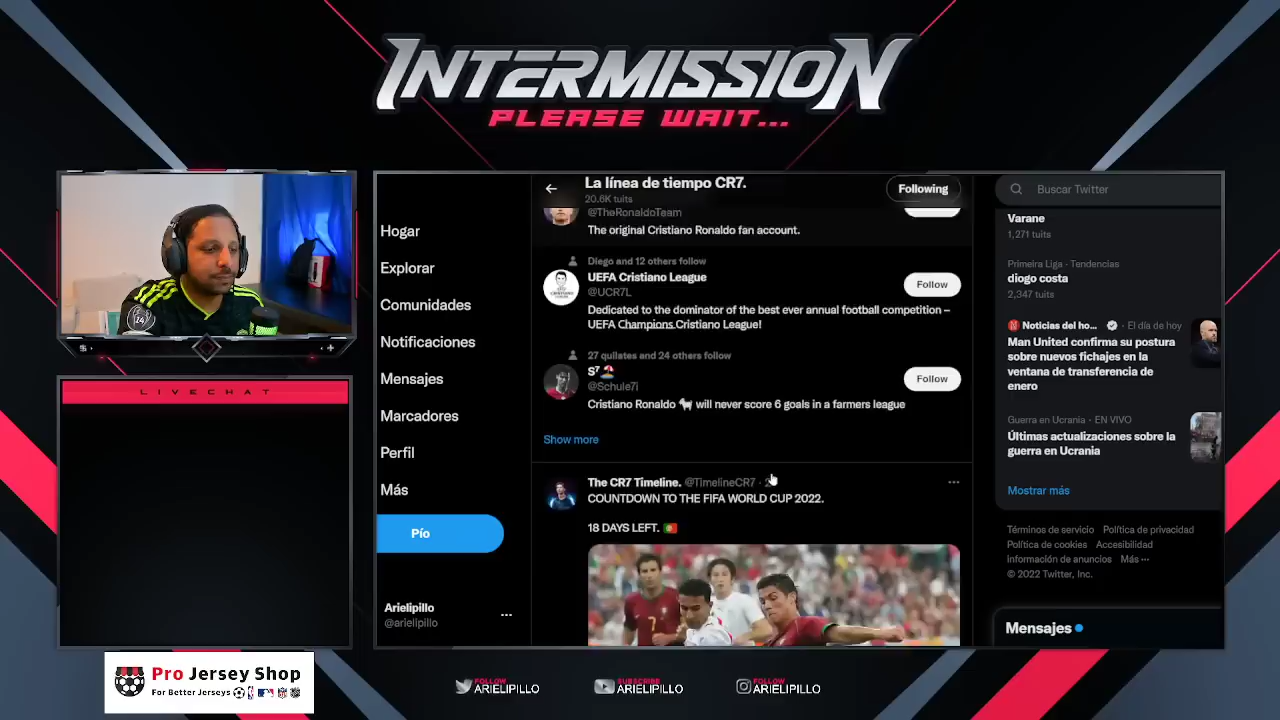 INTERMISSION
PLEASE WAIT...
LIVECHAT
Hogar
Explorar
Comunidades
Notificaciones
Mensajes
Marcadores
Perfil
Más
Pío
Arielipillo
@arielipillo
La línea de tiempo CR7.
20.6K tuits
Following
@TheRonaldoTeam
The original Cristiano Ronaldo fan account.
Diego and 12 others follow
UEFA Cristiano League
@UCR7L
Follow
Dedicated to the dominator of the best ever annual football competition –
UEFA Champions Cristiano League!
27 quilates and 24 others follow
S⁷ 🏖️
@Schule7i
Follow
Cristiano Ronaldo 🐐 will never score 6 goals in a farmers league
Show more
The CR7 Timeline. @TimelineCR7 ·
COUNTDOWN TO THE FIFA WORLD CUP 2022.
18 DAYS LEFT. 🇵🇹
7
Buscar Twitter
Varane
1,271 tuits
Primeira Liga · Tendencias
diogo costa
2,347 tuits
Noticias del ho... · El día de hoy
Man United confirma su postura
sobre nuevos fichajes en la
ventana de transferencia de
enero
Guerra en Ucrania · EN VIVO
Últimas actualizaciones sobre la
guerra en Ucrania
Mostrar más
Términos de servicio Política de privacidad
Política de cookies Accesibilidad
información de anuncios Más ···
© 2022 Twitter, Inc.
Mensajes
Pro Jersey Shop
For Better Jerseys
FOLLOW
ARIELIPILLO
SUBSCRIBE
ARIELIPILLO
FOLLOW
ARIELIPILLO